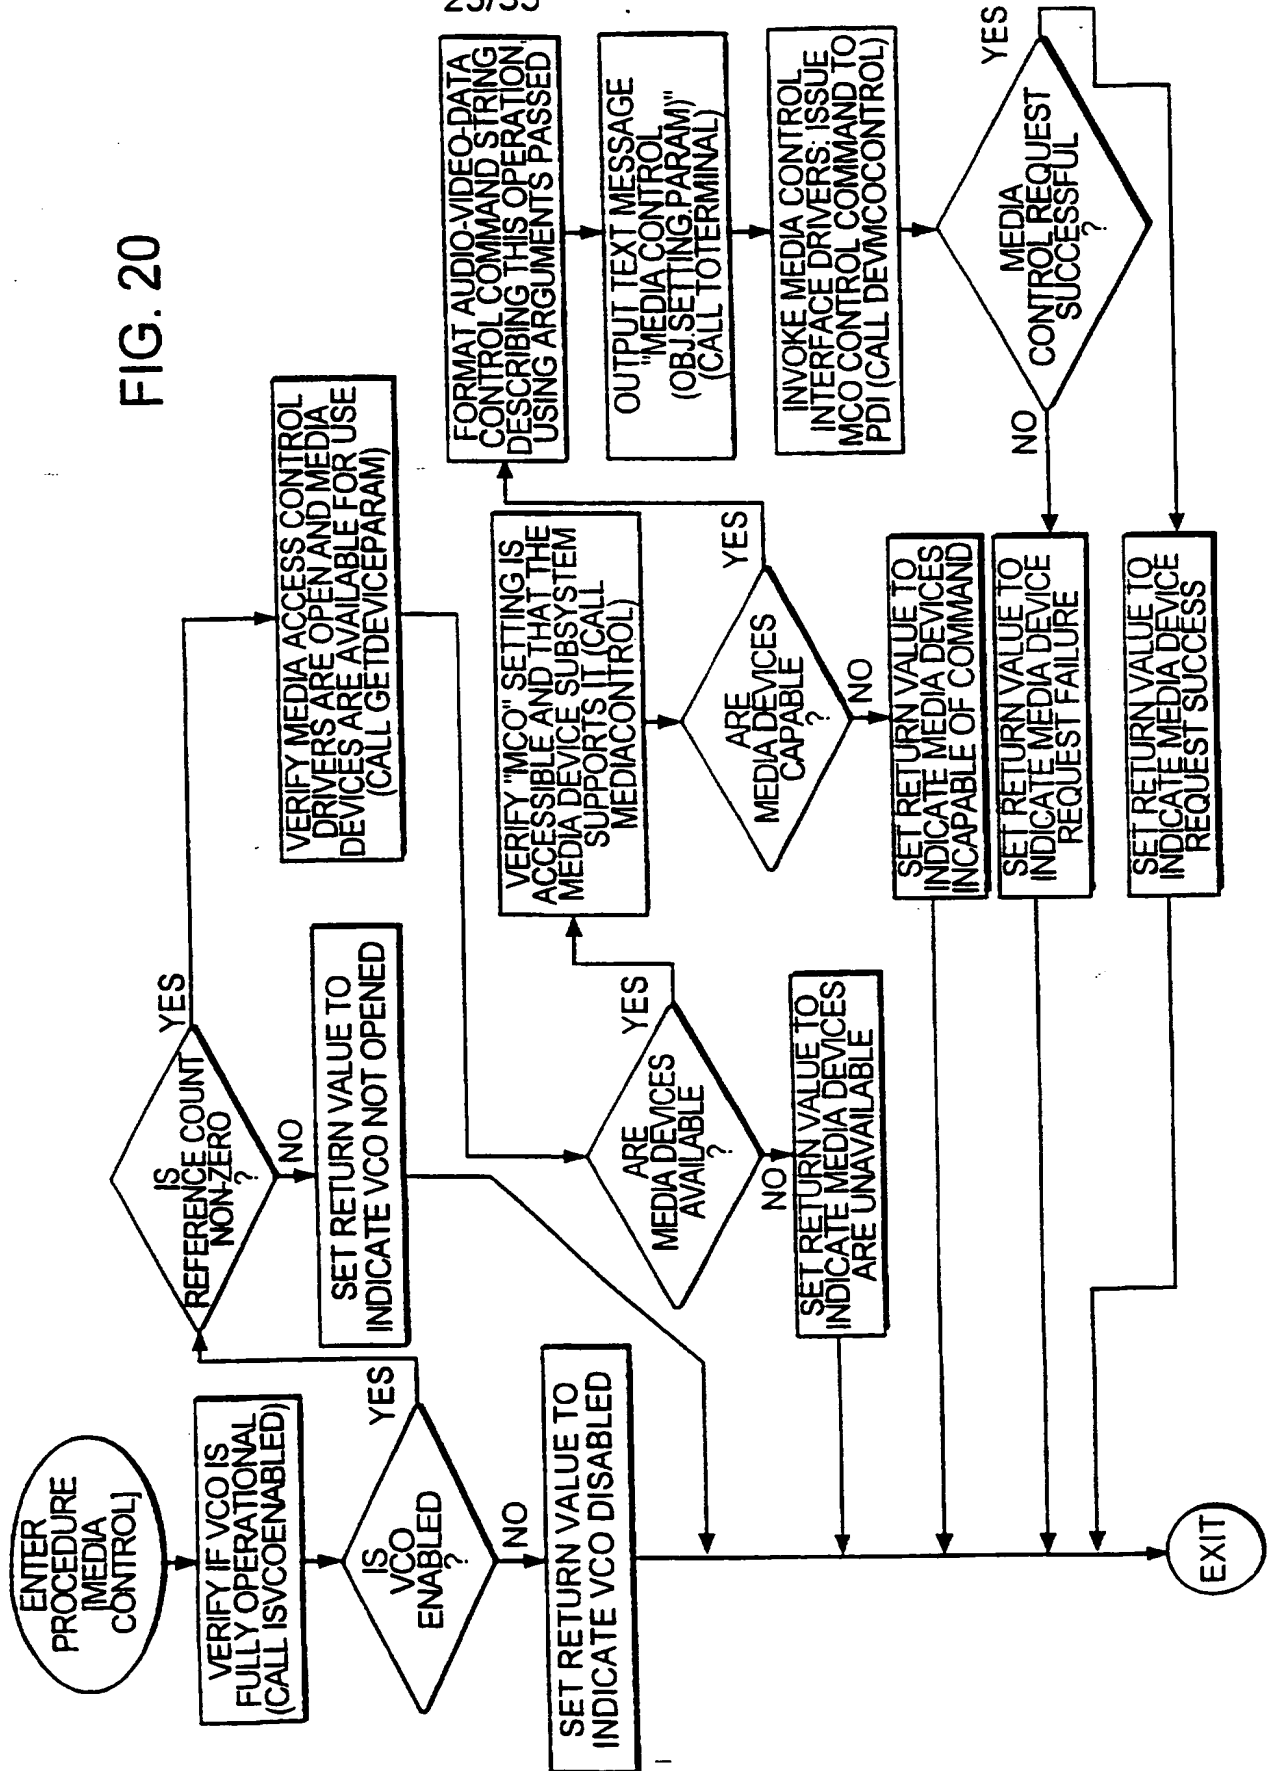 23/35
FIG. 20
ENTER
PROCEDURE
[MEDIA
CONTROL]
VERIFY IF VCO IS
FULLY OPERATIONAL
(CALL ISVCOENABLED)
IS
VCO
ENABLED
?
YES
NO
SET RETURN VALUE TO
INDICATE VCO DISABLED
IS
REFERENCE COUNT
NON-ZERO
?
YES
NO
SET RETURN VALUE TO
INDICATE VCO NOT OPENED
VERIFY MEDIA ACCESS CONTROL
DRIVERS ARE OPEN AND MEDIA
DEVICES ARE AVAILABLE FOR USE
(CALL GETDEVICEPARAM)
ARE
MEDIA DEVICES
AVAILABLE
?
YES
NO
SET RETURN VALUE TO
INDICATE MEDIA DEVICES
ARE UNAVAILABLE
VERIFY "MCO" SETTING IS
ACCESSIBLE AND THAT THE
MEDIA DEVICE SUBSYSTEM
SUPPORTS IT (CALL
MEDIACONTROL)
ARE
MEDIA DEVICES
CAPABLE
?
YES
NO
SET RETURN VALUE TO
INDICATE MEDIA DEVICES
INCAPABLE OF COMMAND
FORMAT AUDIO-VIDEO-DATA
CONTROL COMMAND STRING
DESCRIBING THIS OPERATION,
USING ARGUMENTS PASSED
OUTPUT TEXT MESSAGE
"MEDIA CONTROL
(OBJ.SETTING.PARAM)"
(CALL TOTERMINAL)
INVOKE MEDIA CONTROL
INTERFACE DRIVERS: ISSUE
MCO CONTROL COMMAND TO
PDI (CALL DEVMCOCONTROL)
MEDIA
CONTROL REQUEST
SUCCESSFUL
?
YES
NO
SET RETURN VALUE TO
INDICATE MEDIA DEVICE
REQUEST FAILURE
SET RETURN VALUE TO
INDICATE MEDIA DEVICE
REQUEST SUCCESS
EXIT